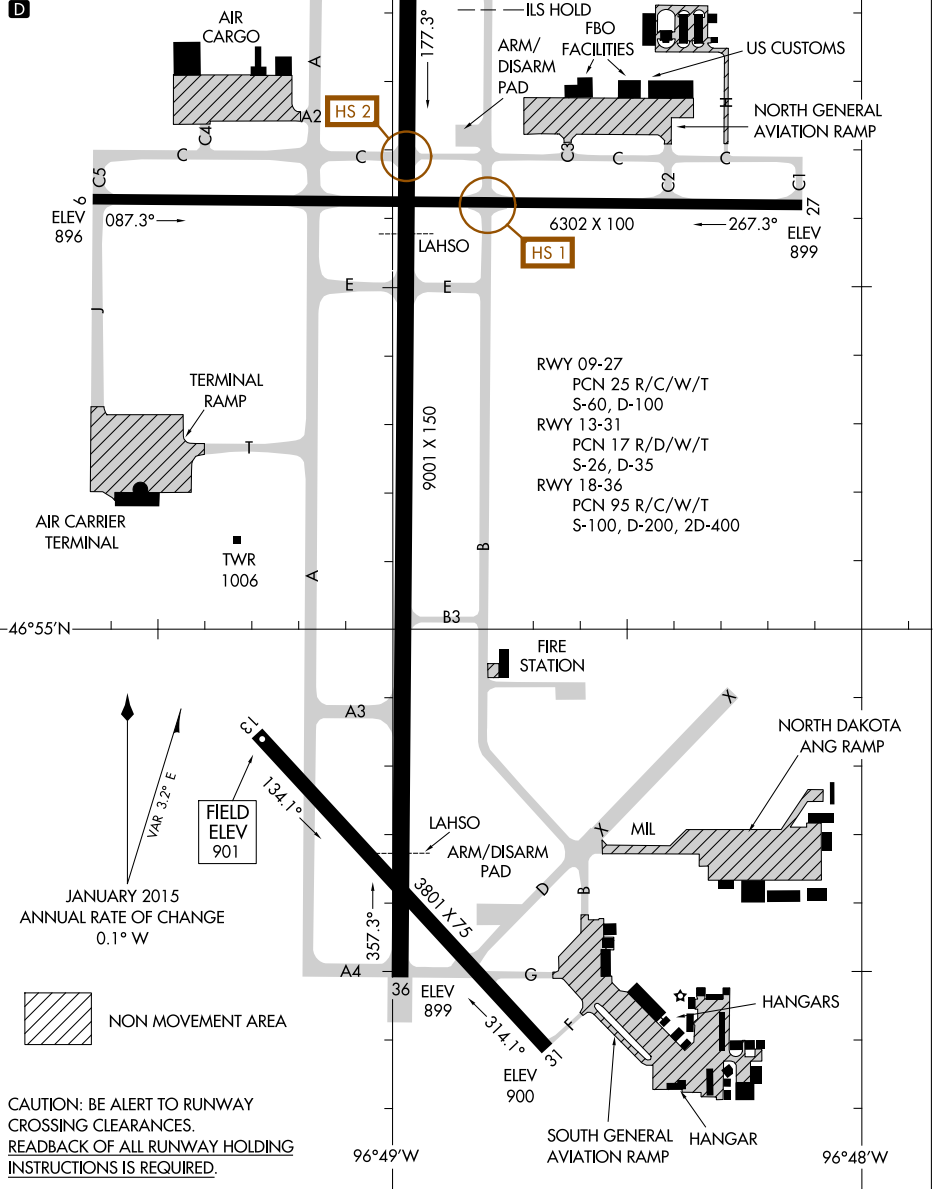 D
AIR
CARGO
A
177.3°
ILS HOLD
FBO
FACILITIES
ARM/
DISARM
PAD
US CUSTOMS
H
NORTH GENERAL
AVIATION RAMP
HS 2
A2
C4
C
C
C3
C
C
C5
C2
C1
9
27
ELEV
896
087.3°
6302 X 100
267.3°
ELEV
899
LAHSO
HS 1
E
E
J
TERMINAL
RAMP
T
AIR CARRIER
TERMINAL
TWR
1006
9001 X 150
RWY 09-27
PCN 25 R/C/W/T
S-60, D-100
RWY 13-31
PCN 17 R/D/W/T
S-26, D-35
RWY 18-36
PCN 95 R/C/W/T
S-100, D-200, 2D-400
A
B
B3
46°55'N
FIRE
STATION
A3
X
13
NORTH DAKOTA
ANG RAMP
VAR 3.2° E
134.1°
FIELD
ELEV
901
LAHSO
ARM/DISARM
PAD
X
MIL
JANUARY 2015
ANNUAL RATE OF CHANGE
0.1° W
3801 X 75
D
B
357.3°
A4
G
36
ELEV
899
314.1°
F
31
ELEV
900
HANGARS
NON MOVEMENT AREA
CAUTION: BE ALERT TO RUNWAY
CROSSING CLEARANCES.
READBACK OF ALL RUNWAY HOLDING
INSTRUCTIONS IS REQUIRED.
SOUTH GENERAL
AVIATION RAMP
HANGAR
96°49'W
96°48'W